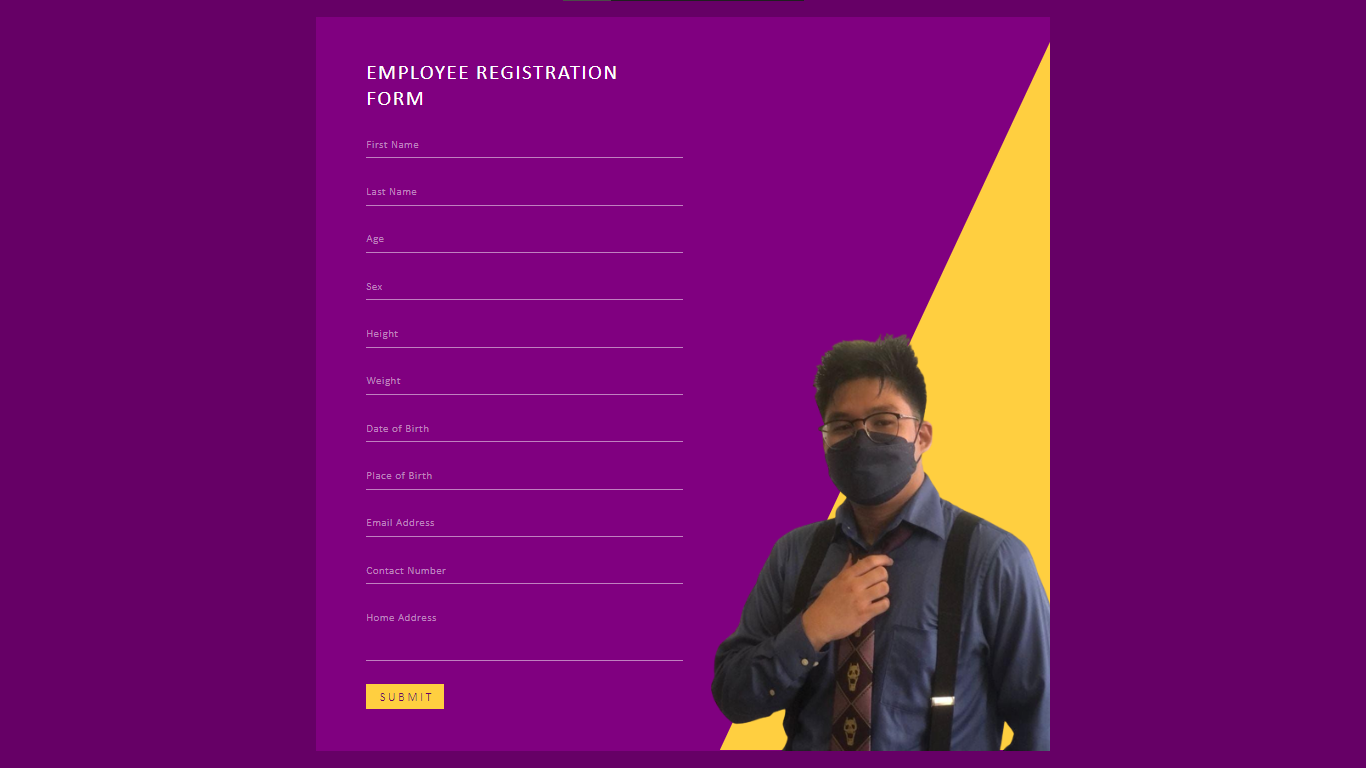 EMPLOYEE REGISTRATION
FORM
First Name
Last Name
Age
Sex
Height
Weight
Date of Birth
Place of Birth
Email Address
Contact Number
Home Address
SUBMIT